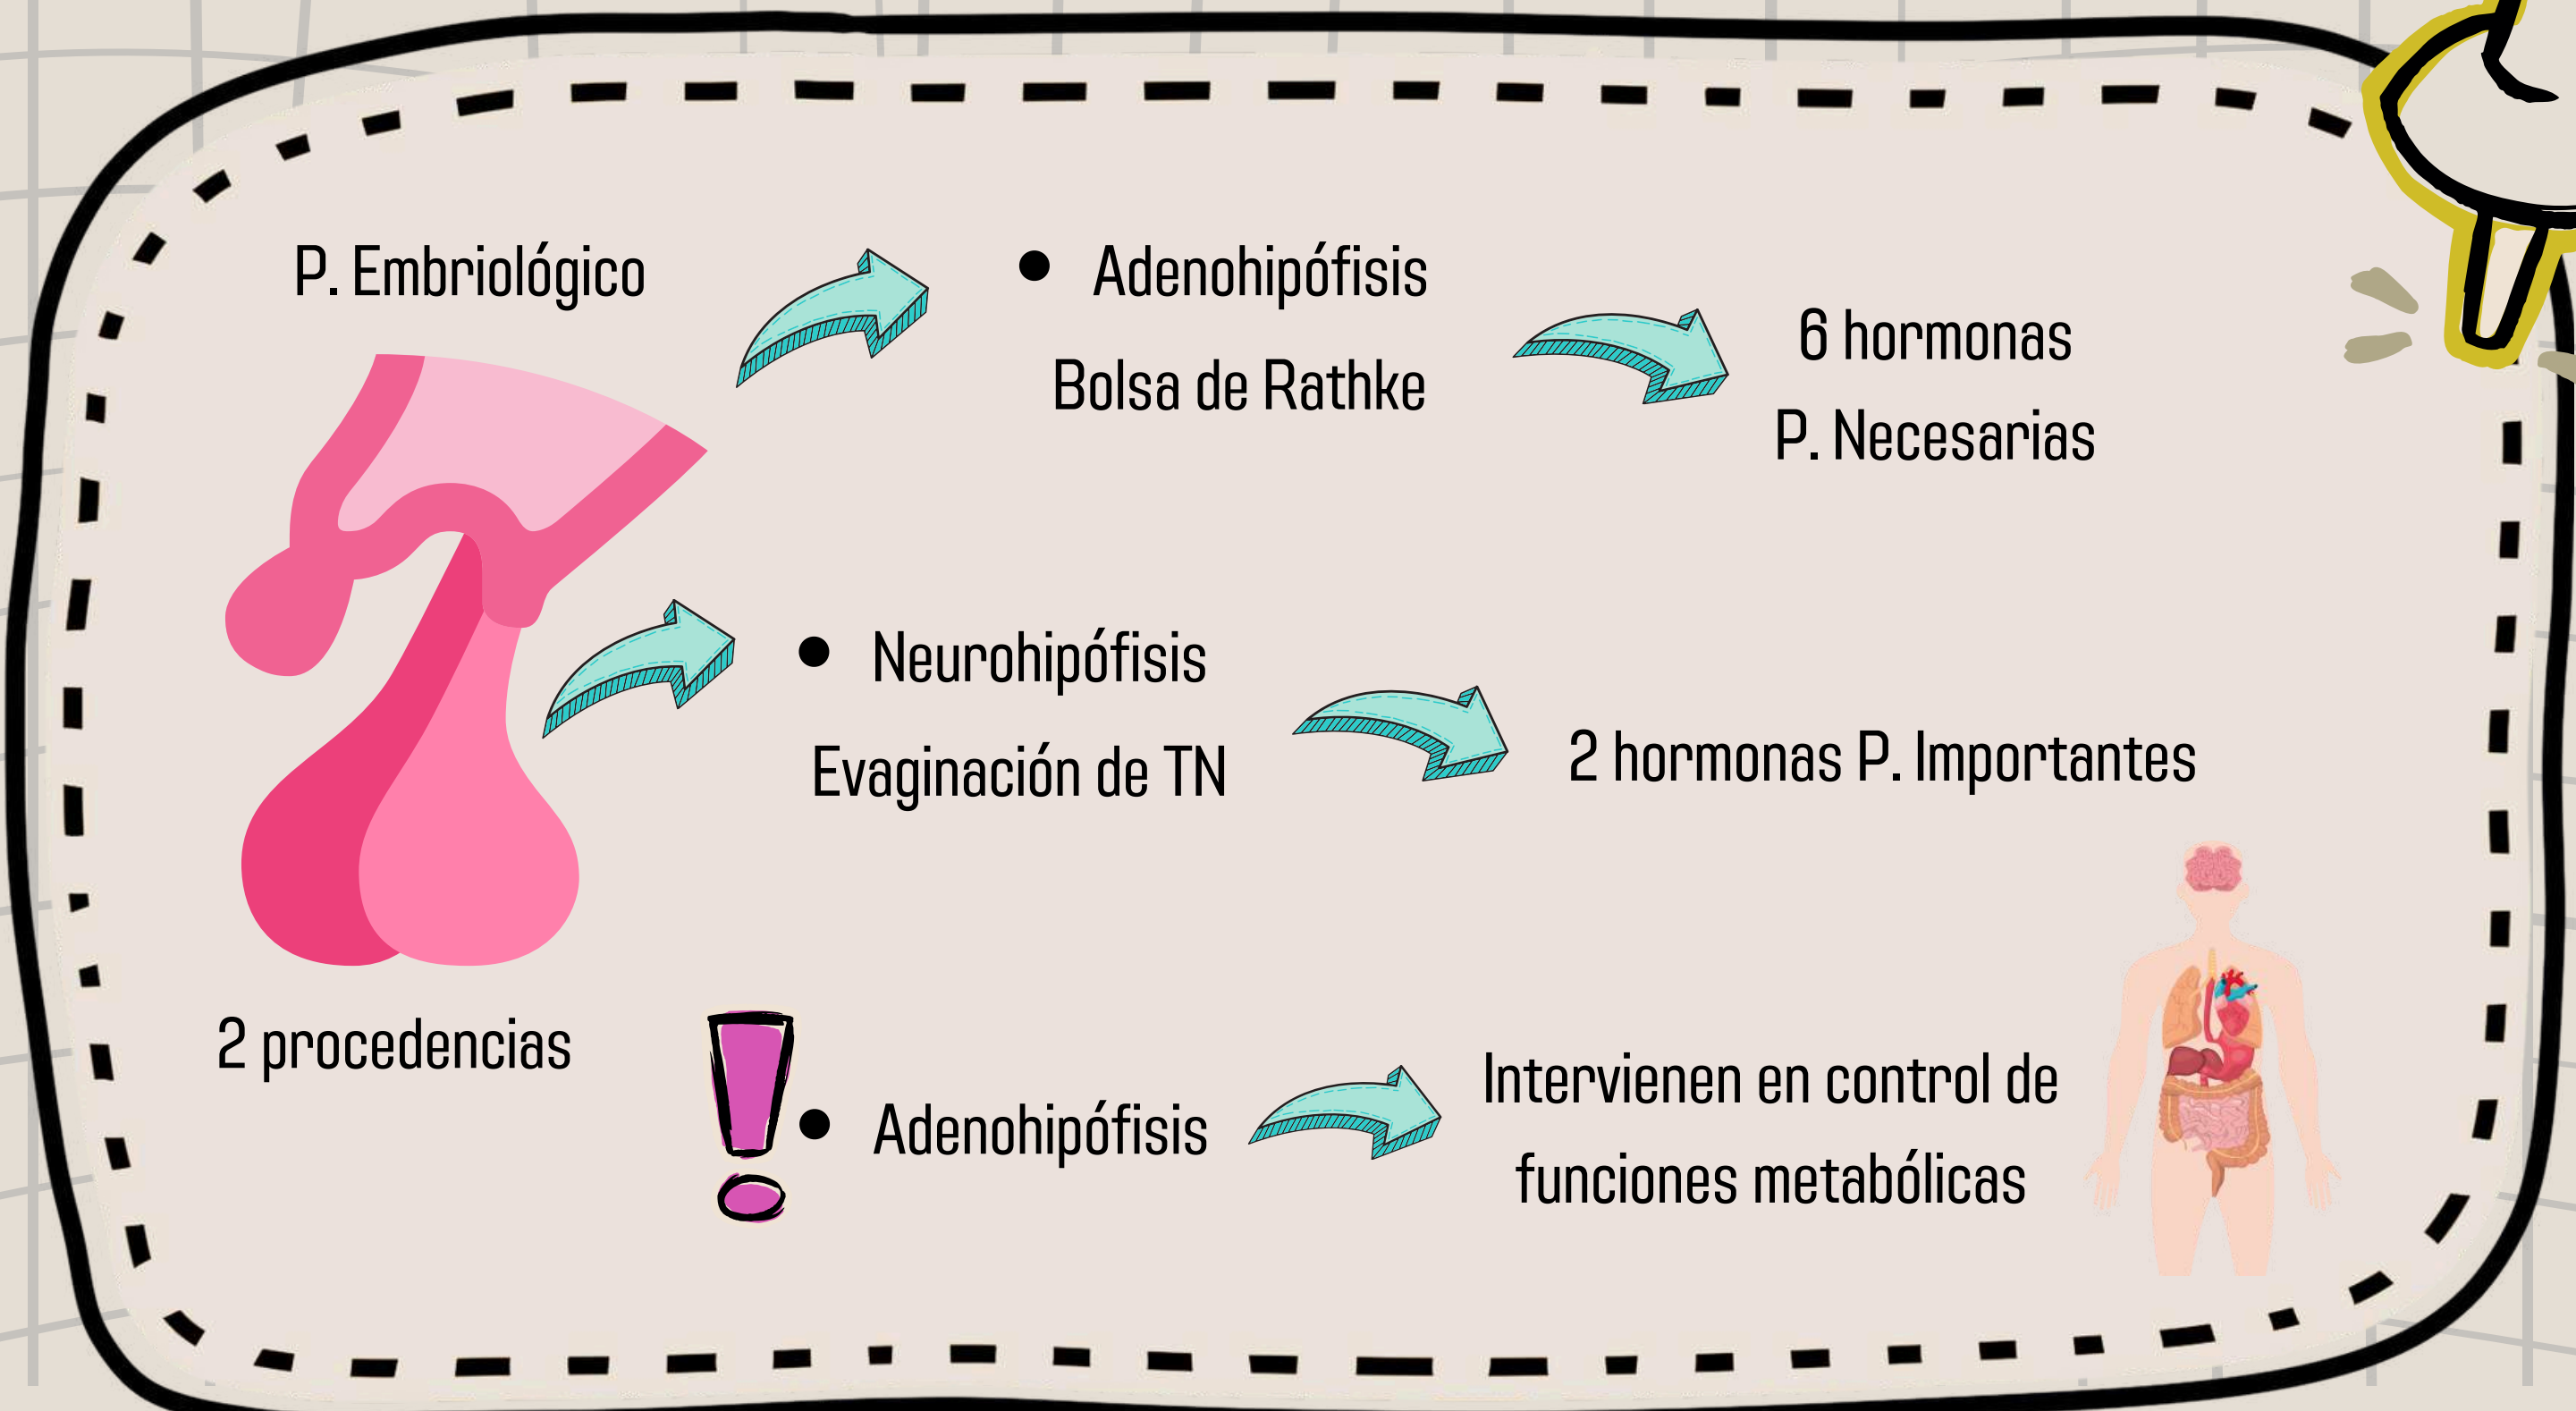 P. Embriológico
• Adenohipófisis
Bolsa de Rathke
6 hormonas
P. Necesarias
• Neurohipófisis
Evaginación de TN
2 hormonas P. Importantes
2 procedencias
• Adenohipófisis
Intervienen en control de
funciones metabólicas